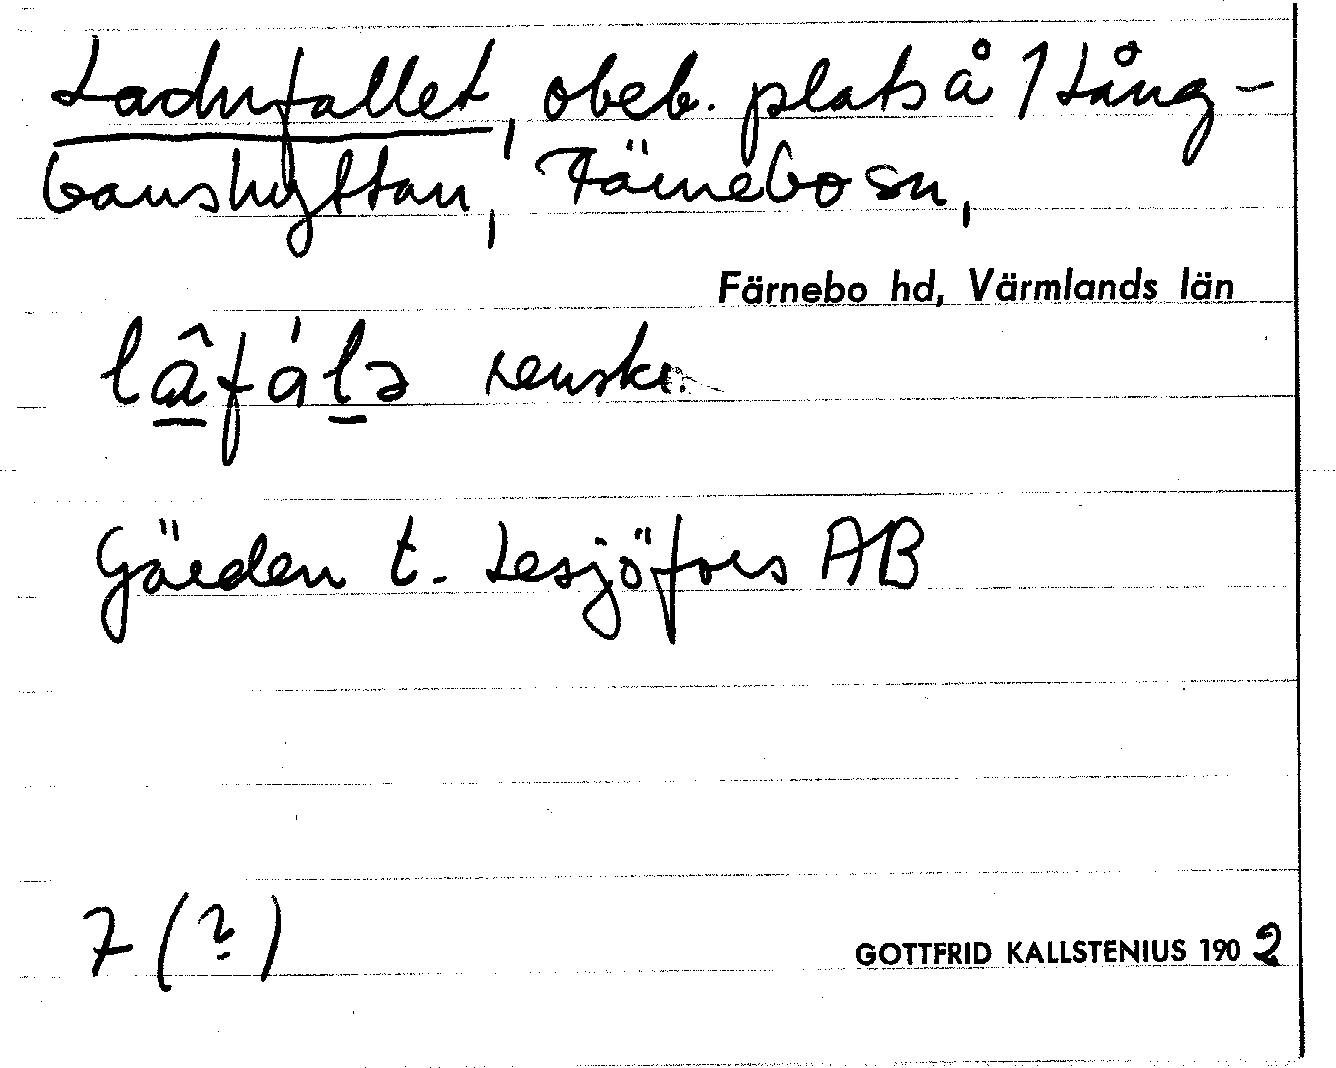 Ladufallet, obeb. plats å 1 Lång-
banshyttan, Färnebo sn,
Färnebo hd, Värmlands län
lâfálə
Gården t. Lesjöfors AB
7 (?)
GOTTFRID KALLSTENIUS 1902